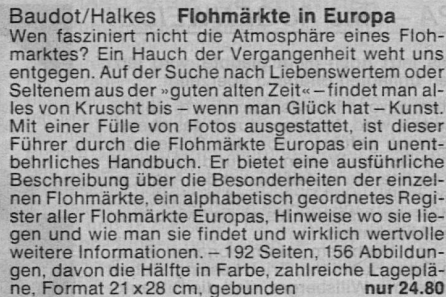 Baudot/Halkes Flohmärkte in Europa
Wen fasziniert nicht die Atmosphäre eines Floh-
marktes? Ein Hauch der Vergangenheit weht uns
entgegen. Auf der Suche nach Liebenswertem oder
Seltenem aus der »guten alten Zeit« – findet man al-
les von Kruscht bis – wenn man Glück hat – Kunst.
Mit einer Fülle von Fotos ausgestattet, ist dieser
Führer durch die Flohmärkte Europas ein unent-
behrliches Handbuch. Er bietet eine ausführliche
Beschreibung über die Besonderheiten der einzel-
nen Flohmärkte, ein alphabetisch geordnetes Regi-
ster aller Flohmärkte Europas, Hinweise wo sie lie-
gen und wie man sie findet und wirklich wertvolle
weitere Informationen. – 192 Seiten, 156 Abbildun-
gen, davon die Hälfte in Farbe, zahlreiche Lageplä-
ne, Format 21 x 28 cm, gebunden nur 24.80